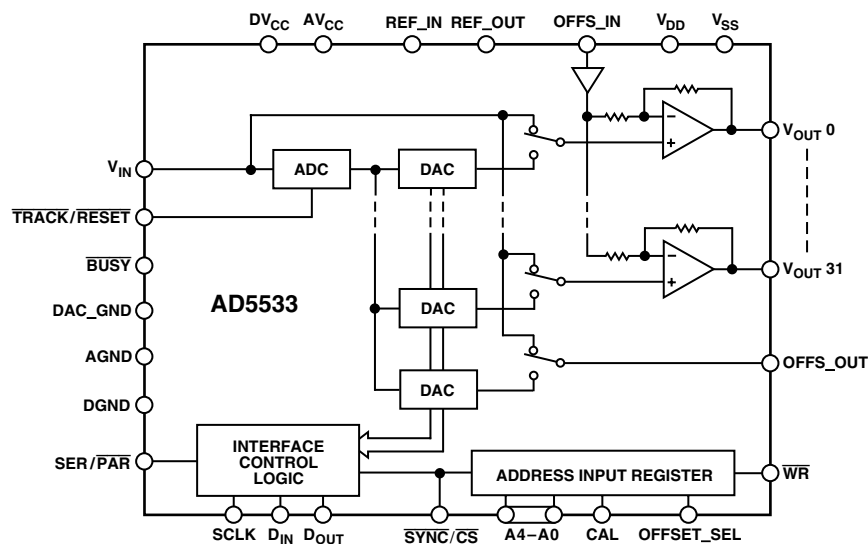 DVCC AVCC REF_IN REF_OUT OFFS_IN VDD VSS
VIN
ADC
DAC
VOUT 0
TRACK/RESET
BUSY
AD5533
DAC_GND
DAC
VOUT 31
AGND
DAC
OFFS_OUT
DGND
SER/PAR
INTERFACE
CONTROL
LOGIC
ADDRESS INPUT REGISTER
WR
SCLK DIN DOUT SYNC/CS A4–A0 CAL OFFSET_SEL